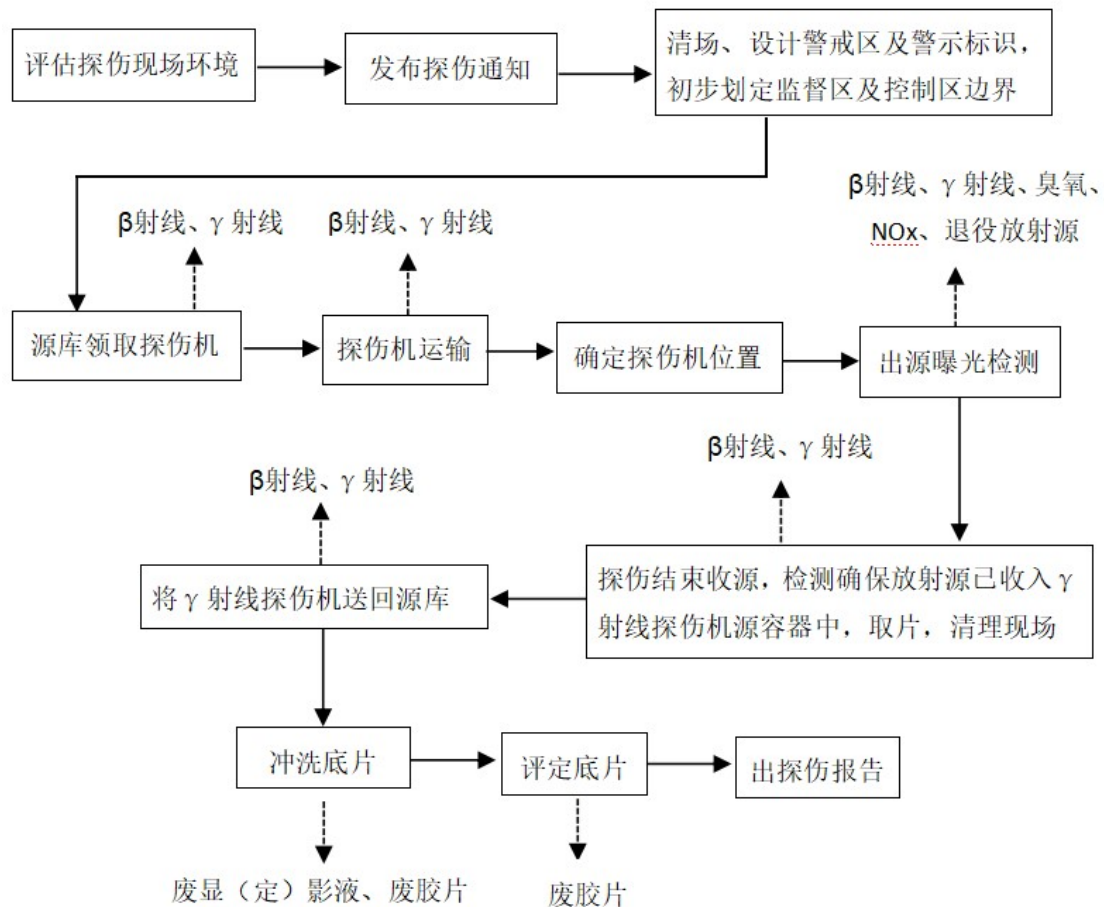 评估探伤现场环境
发布探伤通知
清场、设计警戒区及警示标识，
初步划定监督区及控制区边界
β射线、γ 射线
β射线、γ 射线
β射线、γ 射线、臭氧、
NOx、退役放射源
源库领取探伤机
探伤机运输
确定探伤机位置
出源曝光检测
β射线、γ 射线
β射线、γ 射线
探伤结束收源，检测确保放射源已收入 γ
射线探伤机源容器中，取片，清理现场
将 γ 射线探伤机送回源库
冲洗底片
评定底片
出探伤报告
废显（定）影液、废胶片
废胶片